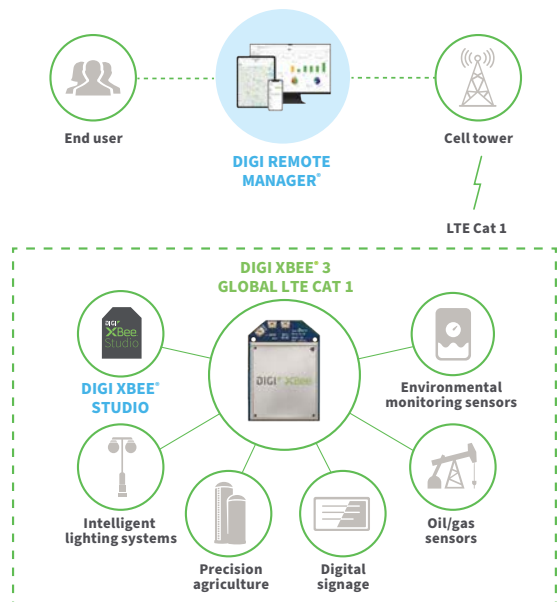 End user
DIGI REMOTE
MANAGER®
Cell tower
LTE Cat 1
DIGI XBEE® 3
GLOBAL LTE CAT 1
DIGI®
XBee
Studio
DIGI XBEE®
STUDIO
DIGI® XBee
Environmental
monitoring sensors
Intelligent
lighting systems
Precision
agriculture
Digital
signage
Oil/gas
sensors